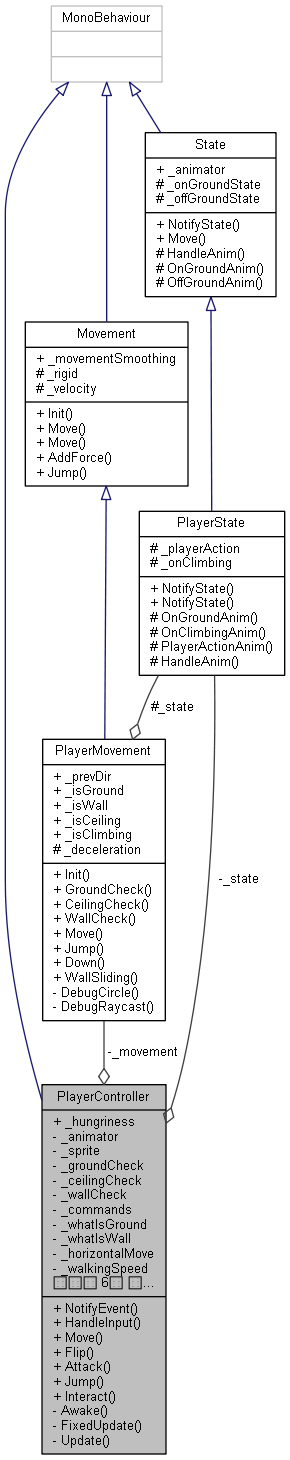 MonoBehaviour
State
+ _animator
# _onGroundState
# _offGroundState
+ NotifyState()
+ Move()
# HandleAnim()
# OnGroundAnim()
# OffGroundAnim()
Movement
+ _movementSmoothing
# _rigid
# _velocity
+ Init()
+ Move()
+ Move()
+ AddForce()
+ Jump()
PlayerState
# _playerAction
# _onClimbing
+ NotifyState()
+ NotifyState()
# OnGroundAnim()
# OnClimbingAnim()
# PlayerActionAnim()
# HandleAnim()
#_state
PlayerMovement
+ _prevDir
+ _isGround
+ _isWall
+ _isCeiling
+ _isClimbing
# _deceleration
+ Init()
+ GroundCheck()
+ CeilingCheck()
+ WallCheck()
+ Move()
+ Jump()
+ Down()
+ WallSliding()
- DebugCircle()
- DebugRaycast()
-_state
-_movement
PlayerController
+ _hungriness
- _animator
- _sprite
- _groundCheck
- _ceilingCheck
- _wallCheck
- _commands
- _whatIsGround
- _whatIsWall
- _horizontalMove
- _walkingSpeed
6
...
+ NotifyEvent()
+ HandleInput()
+ Move()
+ Flip()
+ Attack()
+ Jump()
+ Interact()
- Awake()
- FixedUpdate()
- Update()